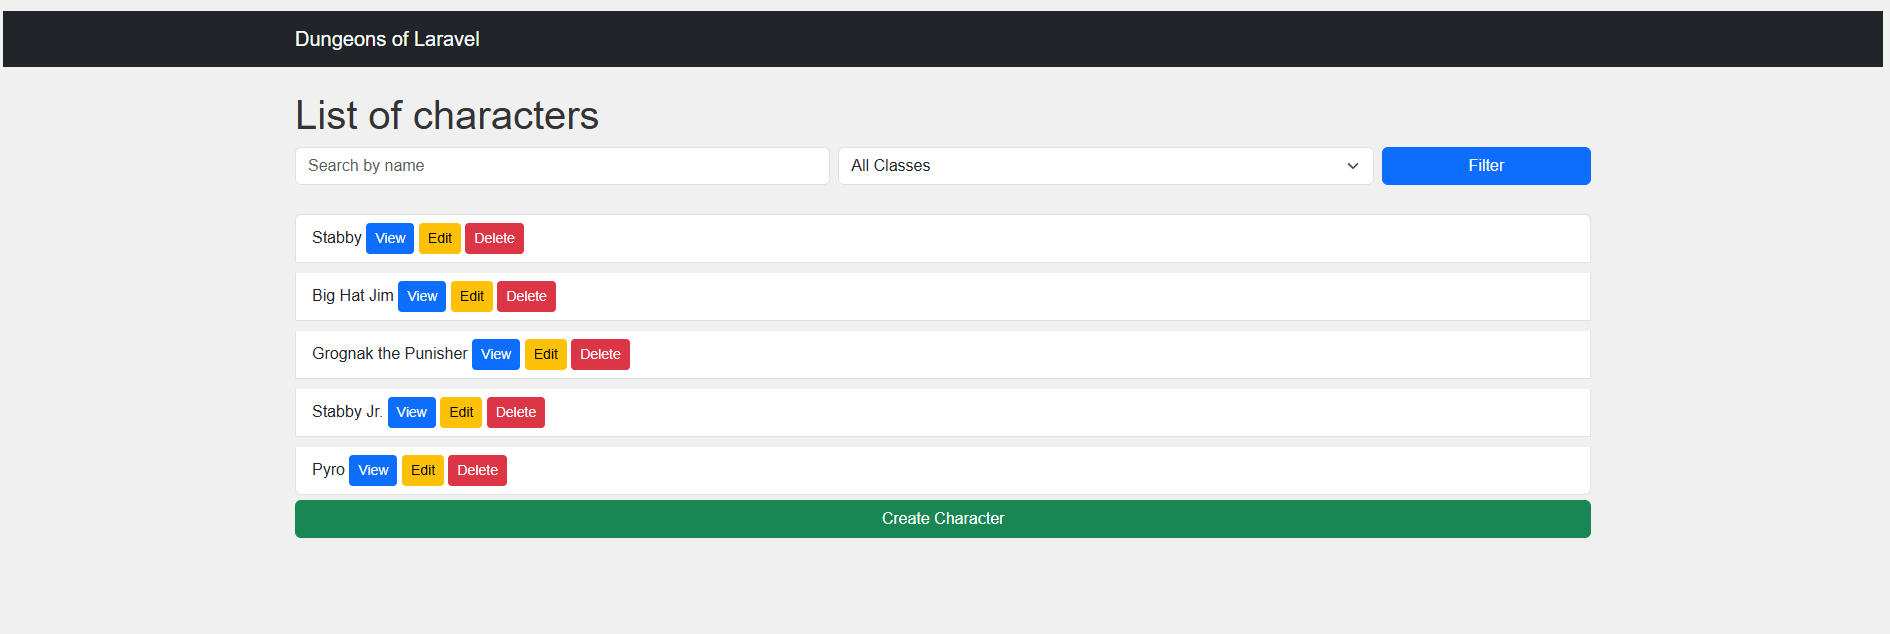 Dungeons of Laravel
List of characters
Search by name All Classes Filter
Stabby View Edit Delete
Big Hat Jim View Edit Delete
Grognak the Punisher View Edit Delete
Stabby Jr. View Edit Delete
Pyro View Edit Delete
Create Character